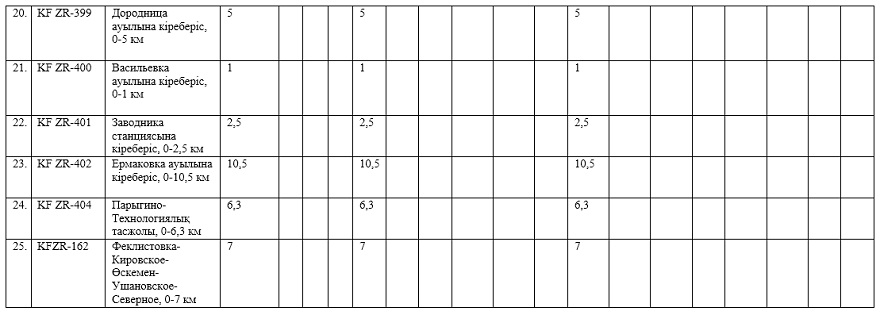 20. KF ZR-399 Дородница 5 5 5
ауылына кіреберіс,
0-5 км
21. KF ZR-400 Васильевка 1 1 1
ауылына кіреберіс,
0-1 км
22. KF ZR-401 Заводника 2,5 2,5 2,5
станциясына
кіреберіс, 0-2,5 км
23. KF ZR-402 Ермаковка ауылына 10,5 10,5 10,5
кіреберіс, 0-10,5 км
24. KF ZR-404 Парыгино- 6,3 6,3 6,3
Технологиялық
тасжолы, 0-6,3 км
25. KFZR-162 Феклистовка- 7 7 7
Кировское-
Өскемен-
Ушановское-
Северное, 0-7 км